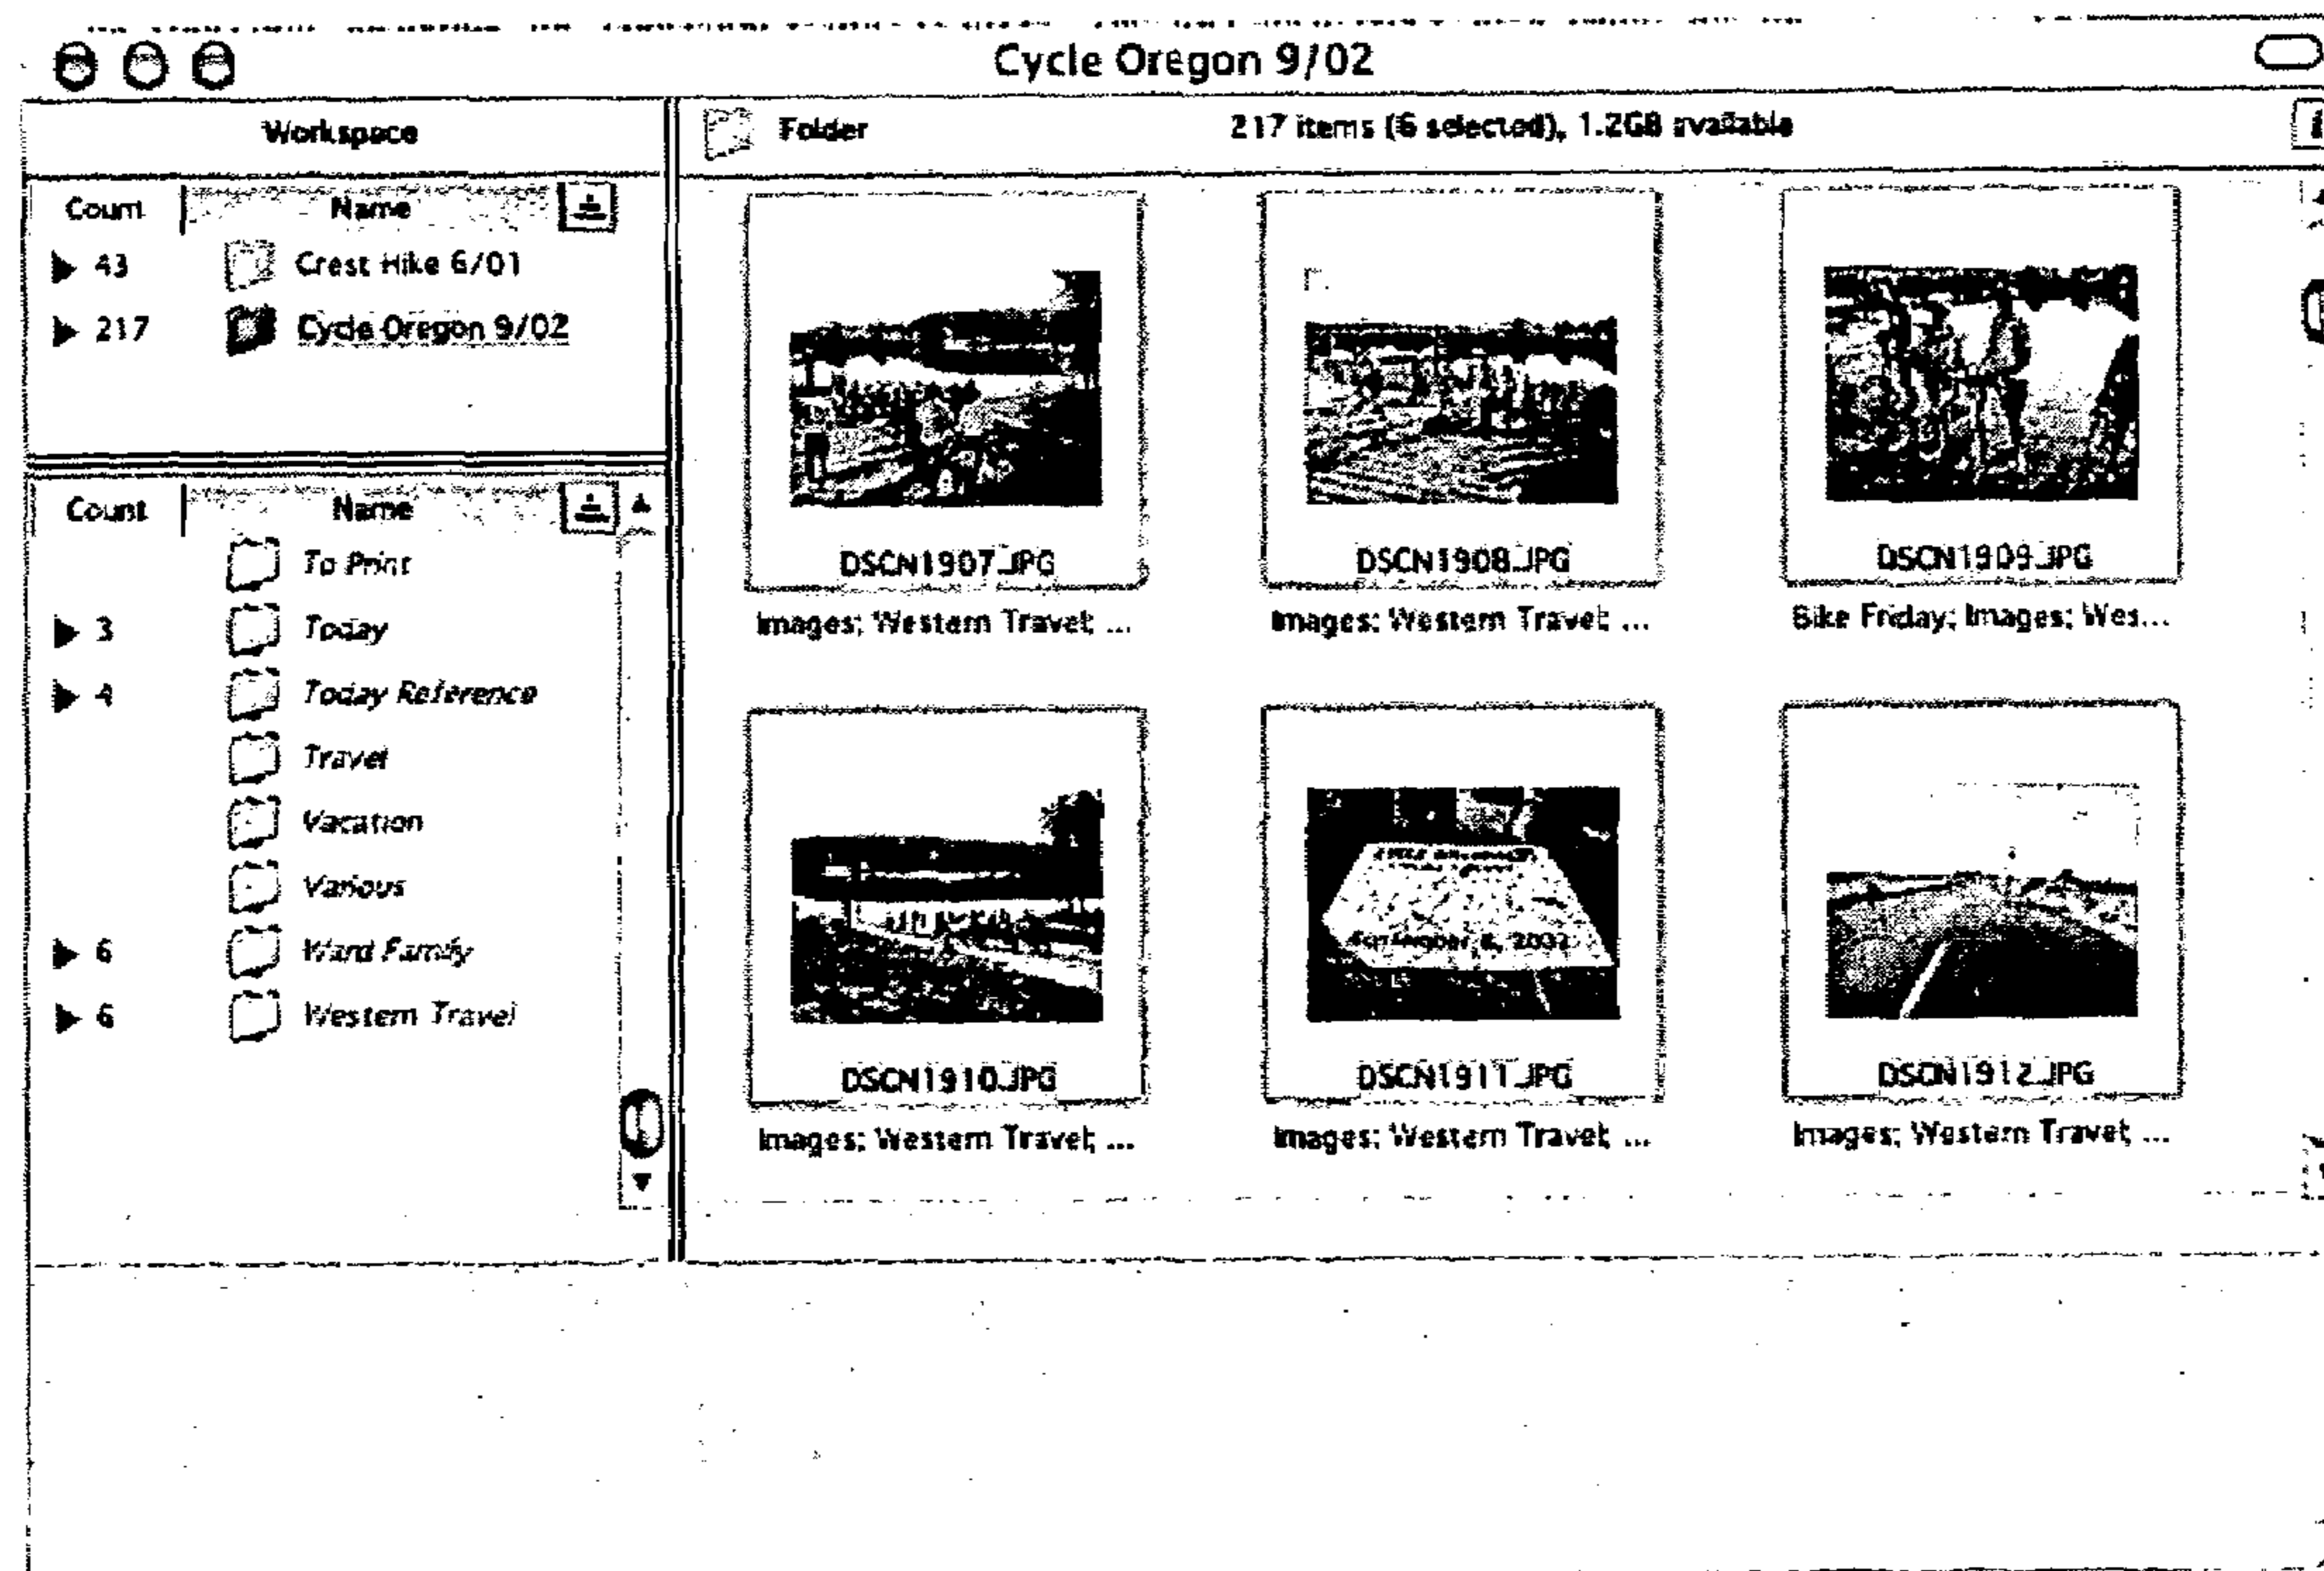 Cycle Oregon 9/02
Workspace
Folder
217 items (6 selected), 1.2GB available
Count Name
43 Crest Hike 6/01
217 Cycle Oregon 9/02
Count Name
To Print
3 Today
4 Today Reference
Travel
Vacation
Various
6 Ward Family
6 Western Travel
DSCN1907.JPG
Images; Western Travel; ...
DSCN1908.JPG
Images; Western Travel; ...
DSCN1909.JPG
Bike Friday; Images; Wes...
DSCN1910.JPG
Images; Western Travel; ...
September 8, 2002
DSCN1911.JPG
Images; Western Travel; ...
DSCN1912.JPG
Images; Western Travel; ...